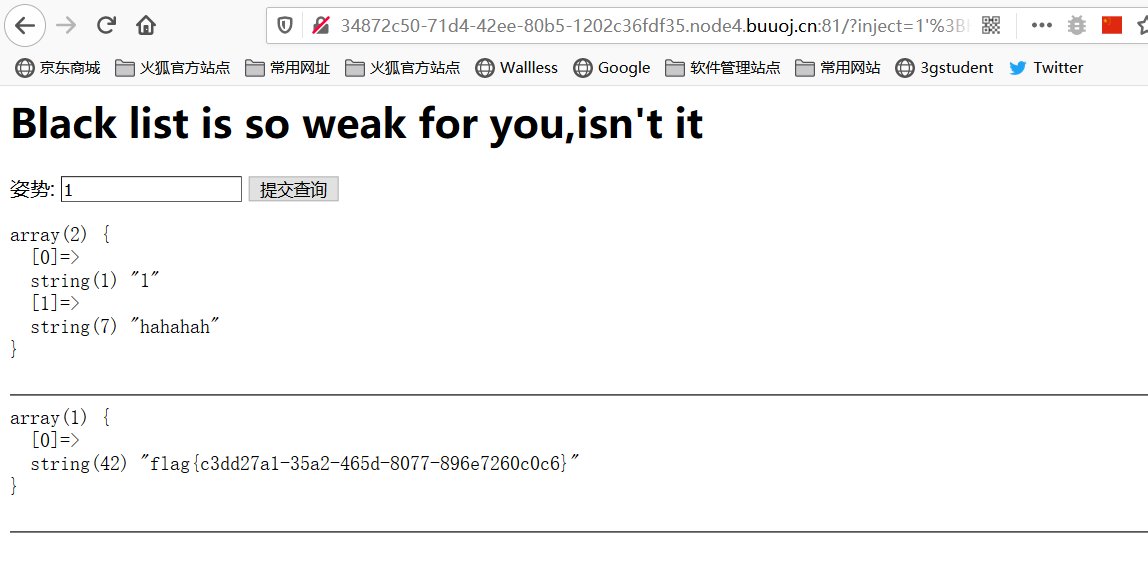 34872c50-71d4-42ee-80b5-1202c36fdf35.node4.buuoj.cn:81/?inject=1'%3B
京东商城 火狐官方站点 常用网址 火狐官方站点 Wallless Google 软件管理站点 常用网站 3gstudent Twitter
Black list is so weak for you,isn't it
姿势: 1 提交查询
array(2) {
[0]=>
string(1) "1"
[1]=>
string(7) "hahahah"
}
array(1) {
[0]=>
string(42) "flag{c3dd27a1-35a2-465d-8077-896e7260c0c6}"
}